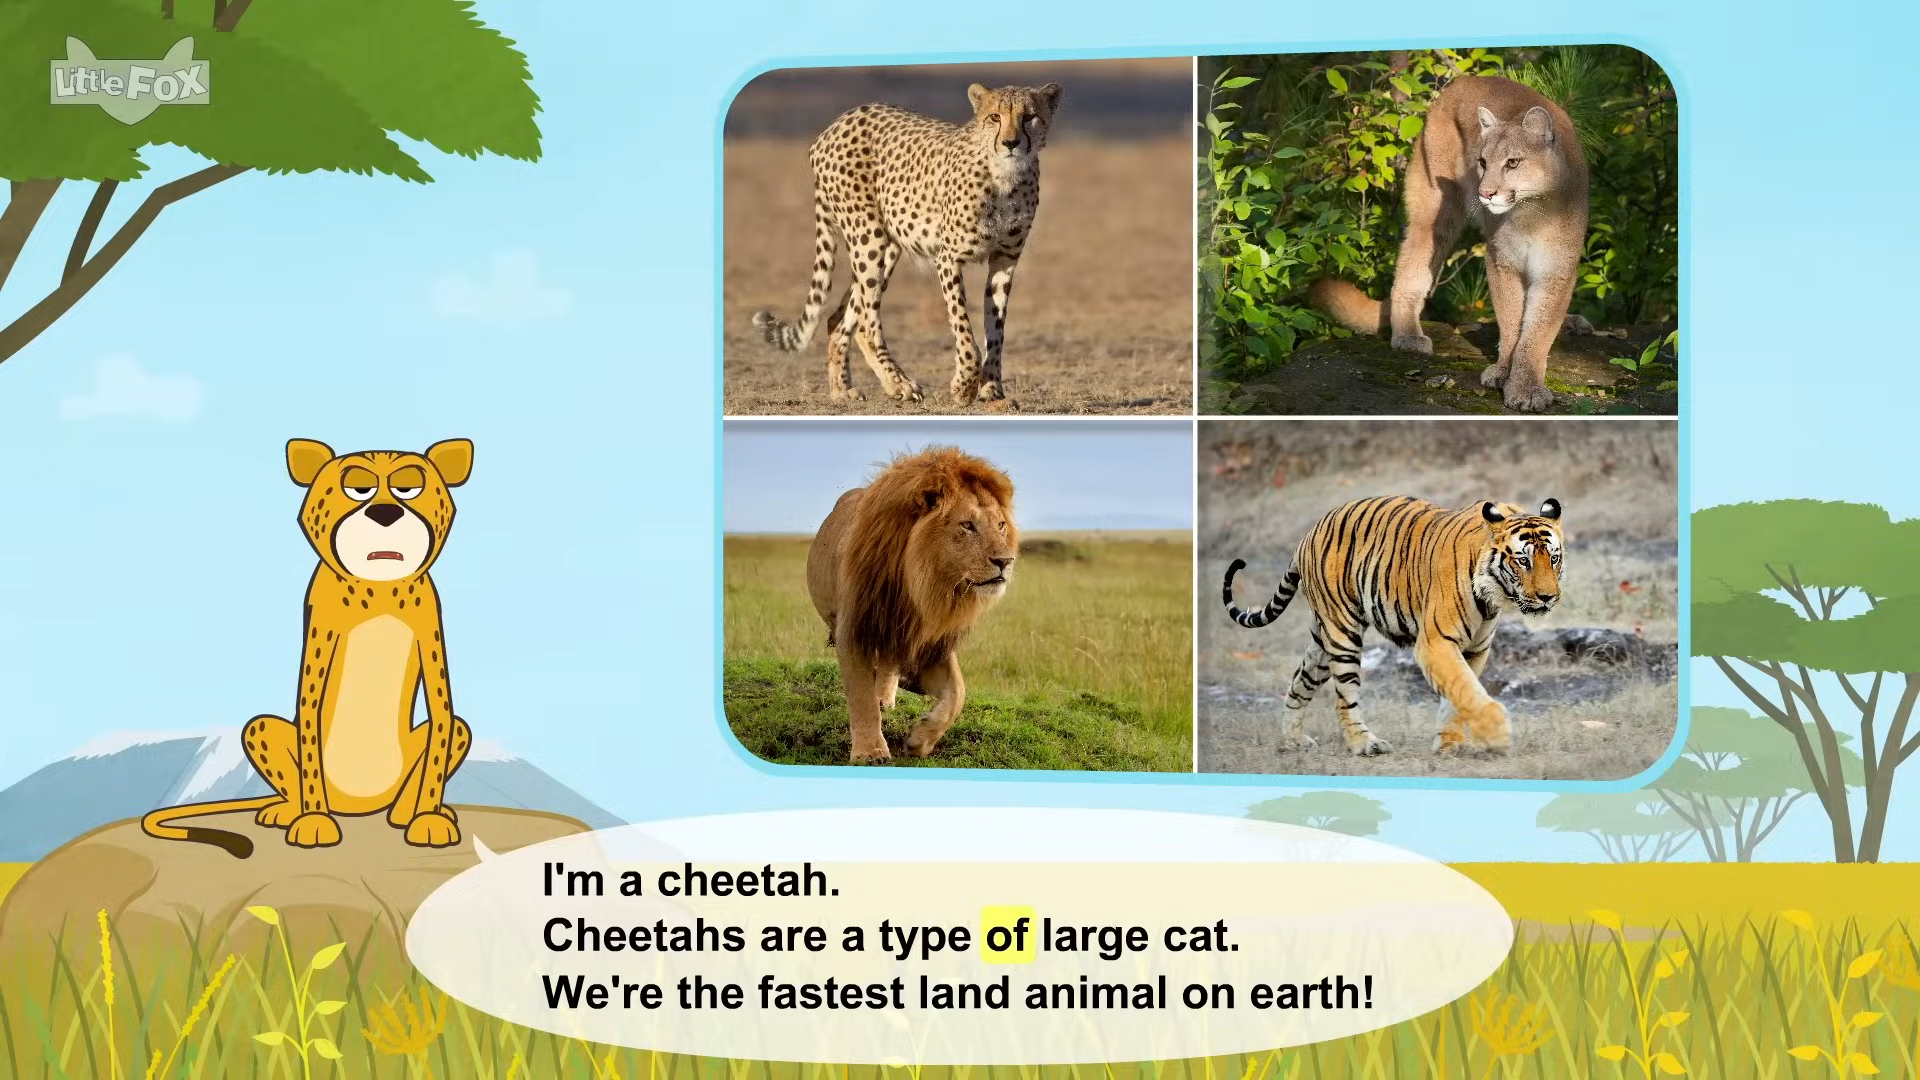 Little Fox
I'm a cheetah.
Cheetahs are a type of large cat.
We're the fastest land animal on earth!